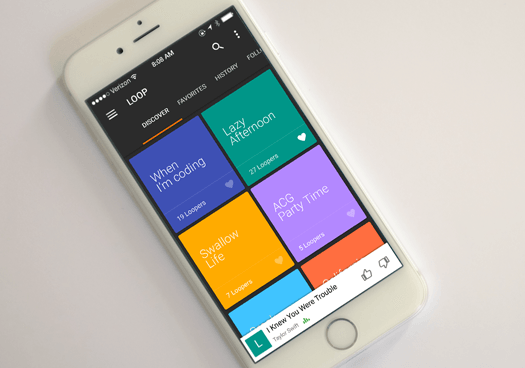 Verizon
8:08 AM
LOOP
DISCOVER
FAVORITES
HISTORY
FOLL
When
I'm coding
19 Loopers
Lazy
Afternoon
27 Loopers
Swallow
Life
7 Loopers
ACG
Party Time
5 Loopers
L
I Knew You Were Trouble
Taylor Swift